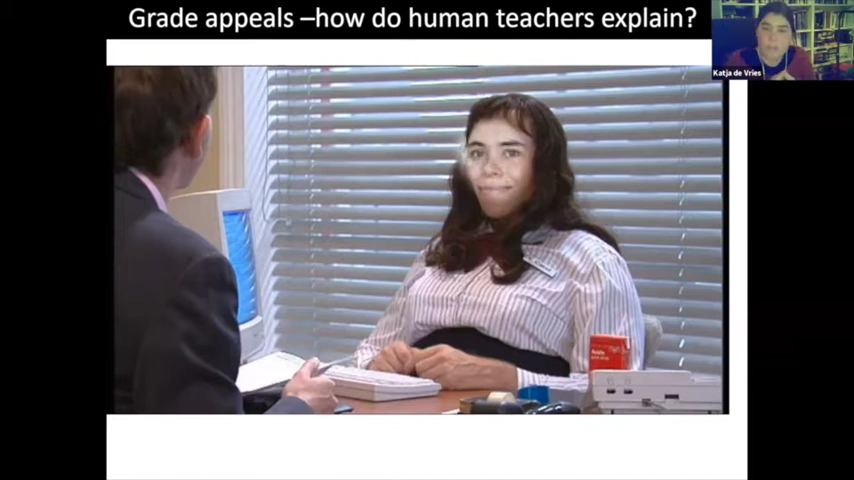 Grade appeals –how do human teachers explain?
Katja de Vries